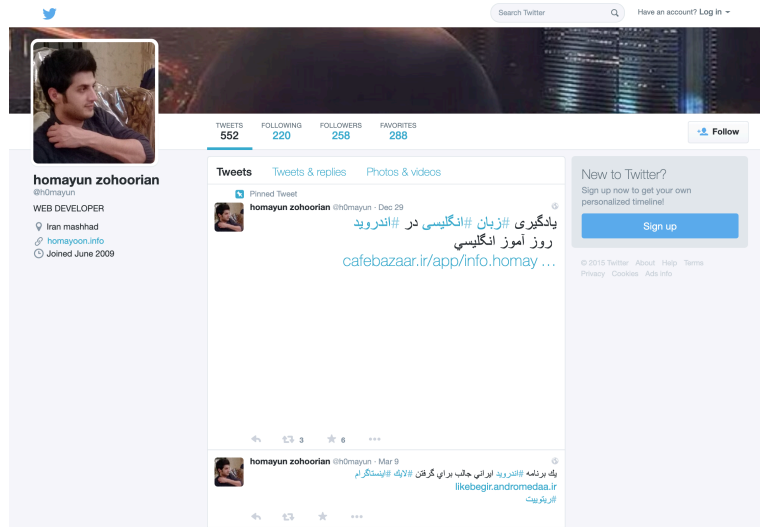 Search Twitter
Have an account? Log in
TWEETS FOLLOWING FOLLOWERS FAVORITES
552 220 258 288
Follow
homayun zohoorian
@h0mayun
WEB DEVELOPER
Iran mashhad
homayoon.info
Joined June 2009
Tweets Tweets & replies Photos & videos
Pinned Tweet
homayun zohoorian @h0mayun · Dec 29
یادگیری #زبان #انگلیسی در #اندروید
روز آموز انگليسي
cafebazaar.ir/app/info.homay …
3 6
homayun zohoorian @h0mayun · Mar 9
یك برنامه #اندرويد ايراني جالب براي گرفتن #لايك #اينستاگرام
likebegir.andromedaa.ir
#ريتوييت
New to Twitter?
Sign up now to get your own
personalized timeline!
Sign up
© 2015 Twitter About Help Terms
Privacy Cookies Ads info